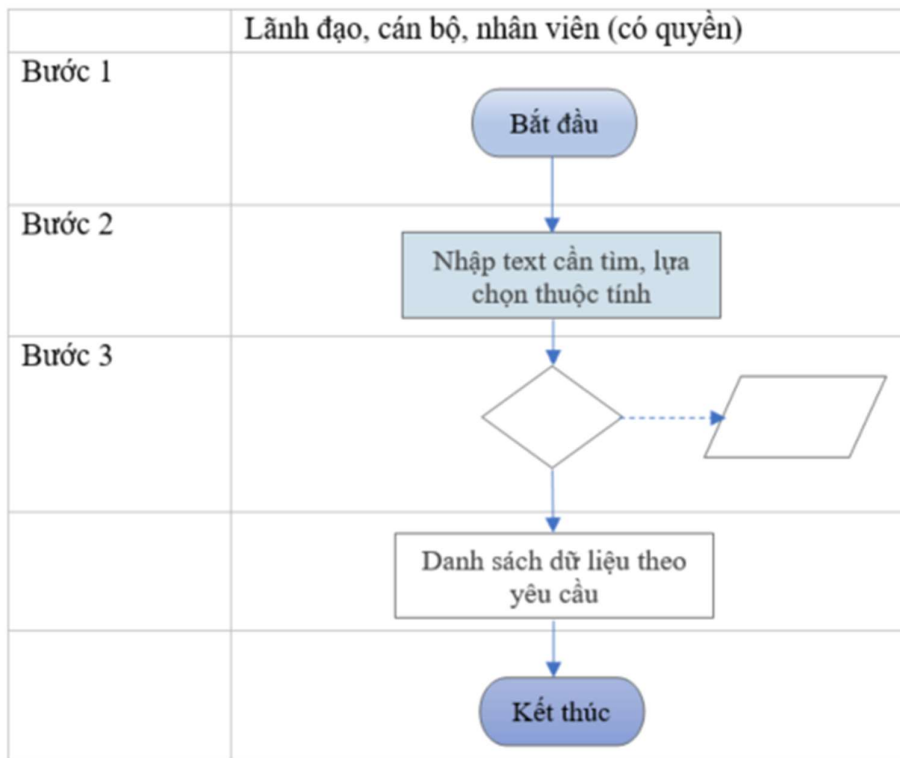 Lãnh đạo, cán bộ, nhân viên (có quyền)
Bước 1
Bắt đầu
Bước 2
Nhập text cần tìm, lựa
chọn thuộc tính
Bước 3
Danh sách dữ liệu theo
yêu cầu
Kết thúc